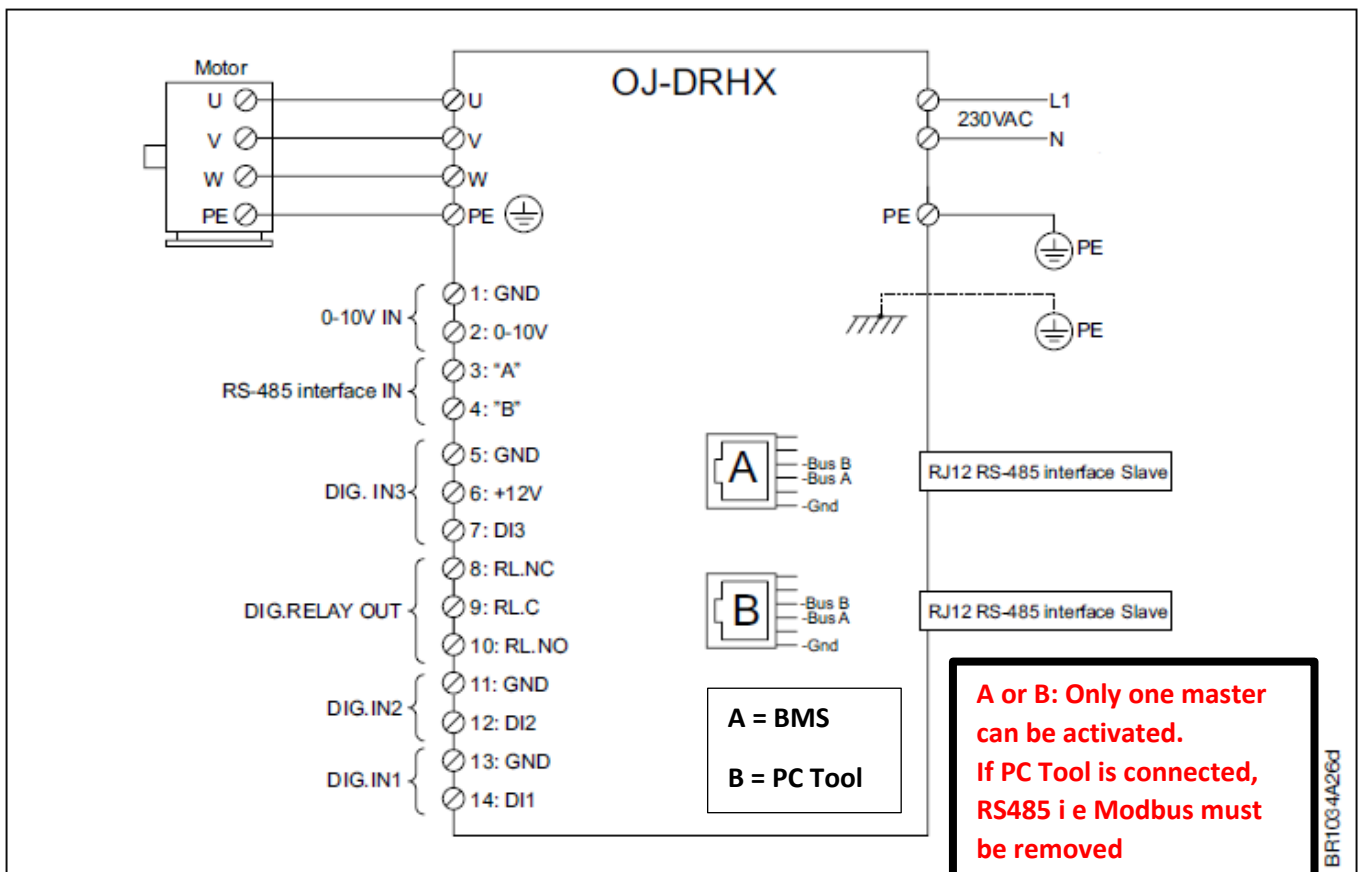 OJ-DRHX
Motor
U
V
W
PE
U
V
W
PE
L1
230VAC
N
PE
PE
PE
0-10V IN
1: GND
2: 0-10V
RS-485 interface IN
3: "A"
4: "B"
DIG. IN3
5: GND
6: +12V
7: DI3
DIG.RELAY OUT
8: RL.NC
9: RL.C
10: RL.NO
DIG.IN2
11: GND
12: DI2
DIG.IN1
13: GND
14: DI1
A
-Bus B
-Bus A
-Gnd
RJ12 RS-485 interface Slave
B
-Bus B
-Bus A
-Gnd
RJ12 RS-485 interface Slave
A = BMS
B = PC Tool
A or B: Only one master
can be activated.
If PC Tool is connected,
RS485 i e Modbus must
be removed
BR1034A26d